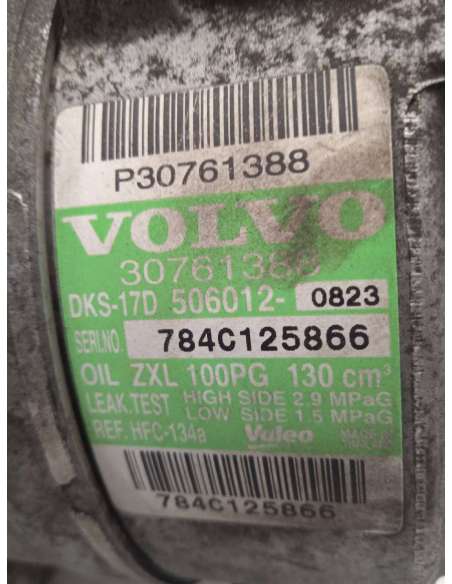 P30761388
VOLVO
30761388
DKS-17D 506012- 0823
SERI.NO. 784C125866
OIL ZXL 100PG 130 cm³
LEAK.TEST HIGH SIDE 2.9 MPaG
LOW SIDE 1.5 MPaG
REF. HFC-134a Valeo
784C125866